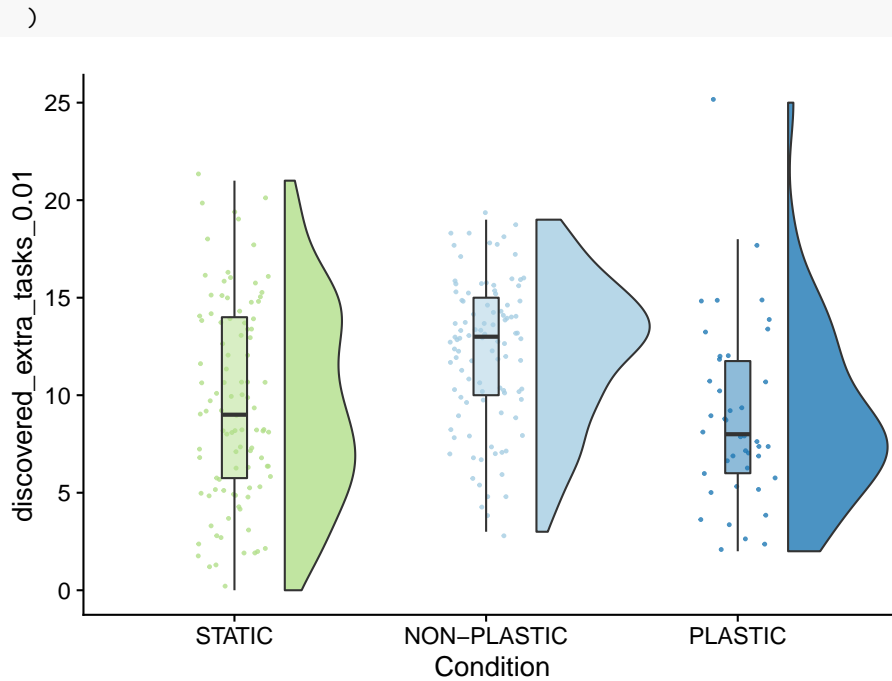 )
discovered_extra_tasks_0.01
25
20
15
10
5
0
STATIC NON−PLASTIC PLASTIC
Condition